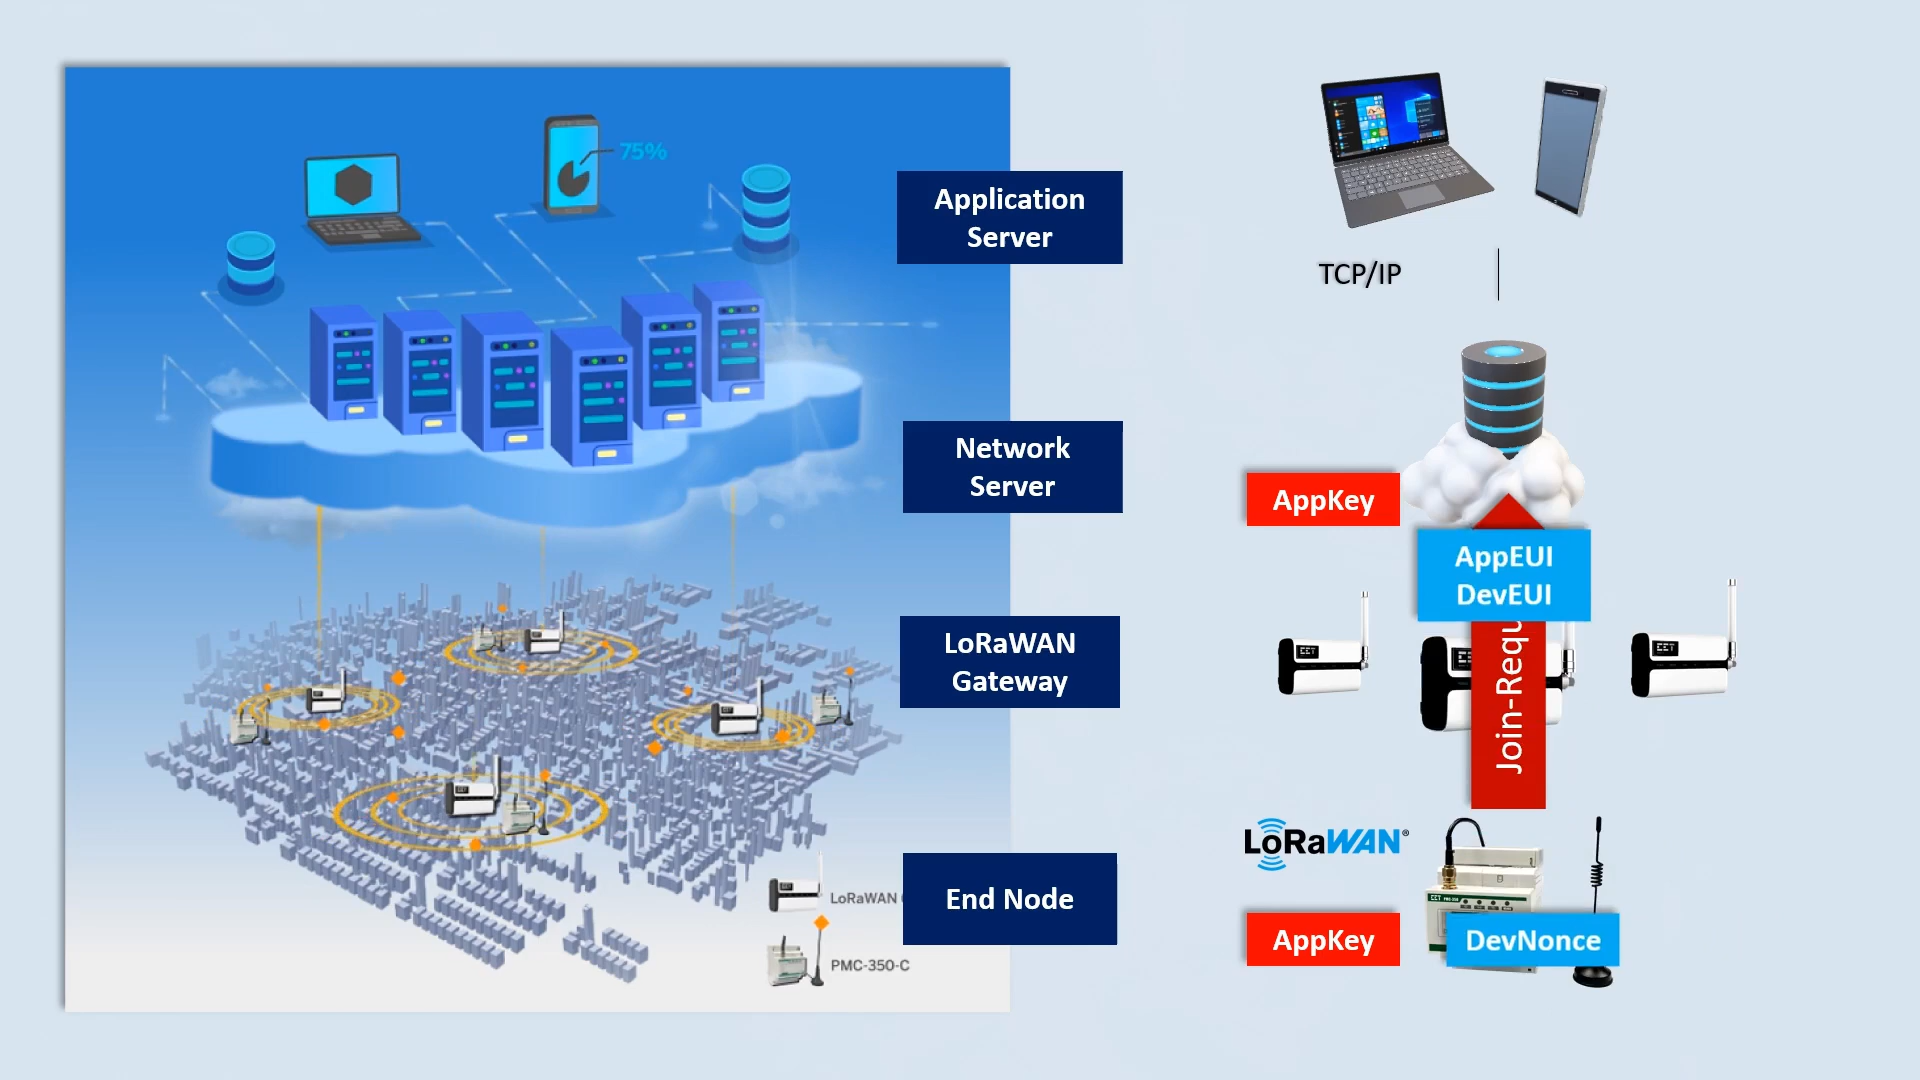 75%
Application
Server
TCP/IP
Network
Server
AppKey
AppEUI
DevEUI
LoRaWAN
Gateway
Join-Requ
LoRaWAN®
LoRaWAN
End Node
AppKey
DevNonce
PMC-350-C